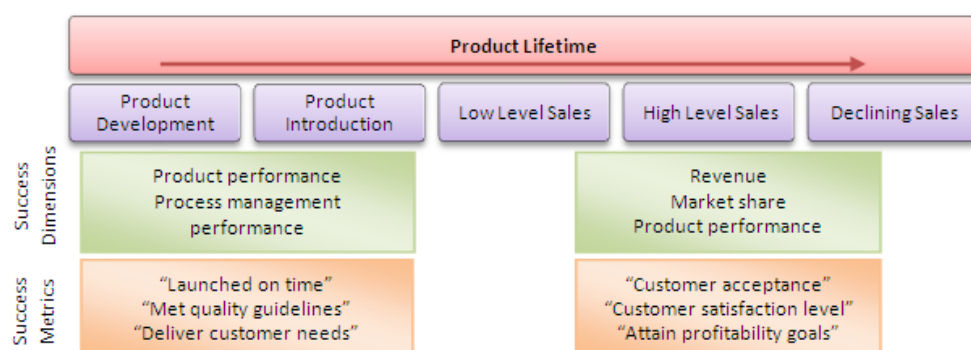 Product Lifetime
Product
Development
Product
Introduction
Low Level Sales
High Level Sales
Declining Sales
Success
Dimensions
Product performance
Process management
performance
Revenue
Market share
Product performance
Success
Metrics
“Launched on time”
“Met quality guidelines”
“Deliver customer needs”
“Customer acceptance”
“Customer satisfaction level”
“Attain profitability goals”